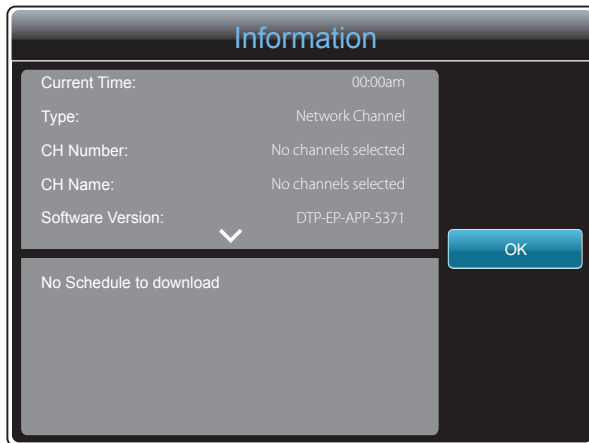 Information
Current Time: 00:00am
Type: Network Channel
CH Number: No channels selected
CH Name: No channels selected
Software Version: DTP-EP-APP-5371
OK
No Schedule to download